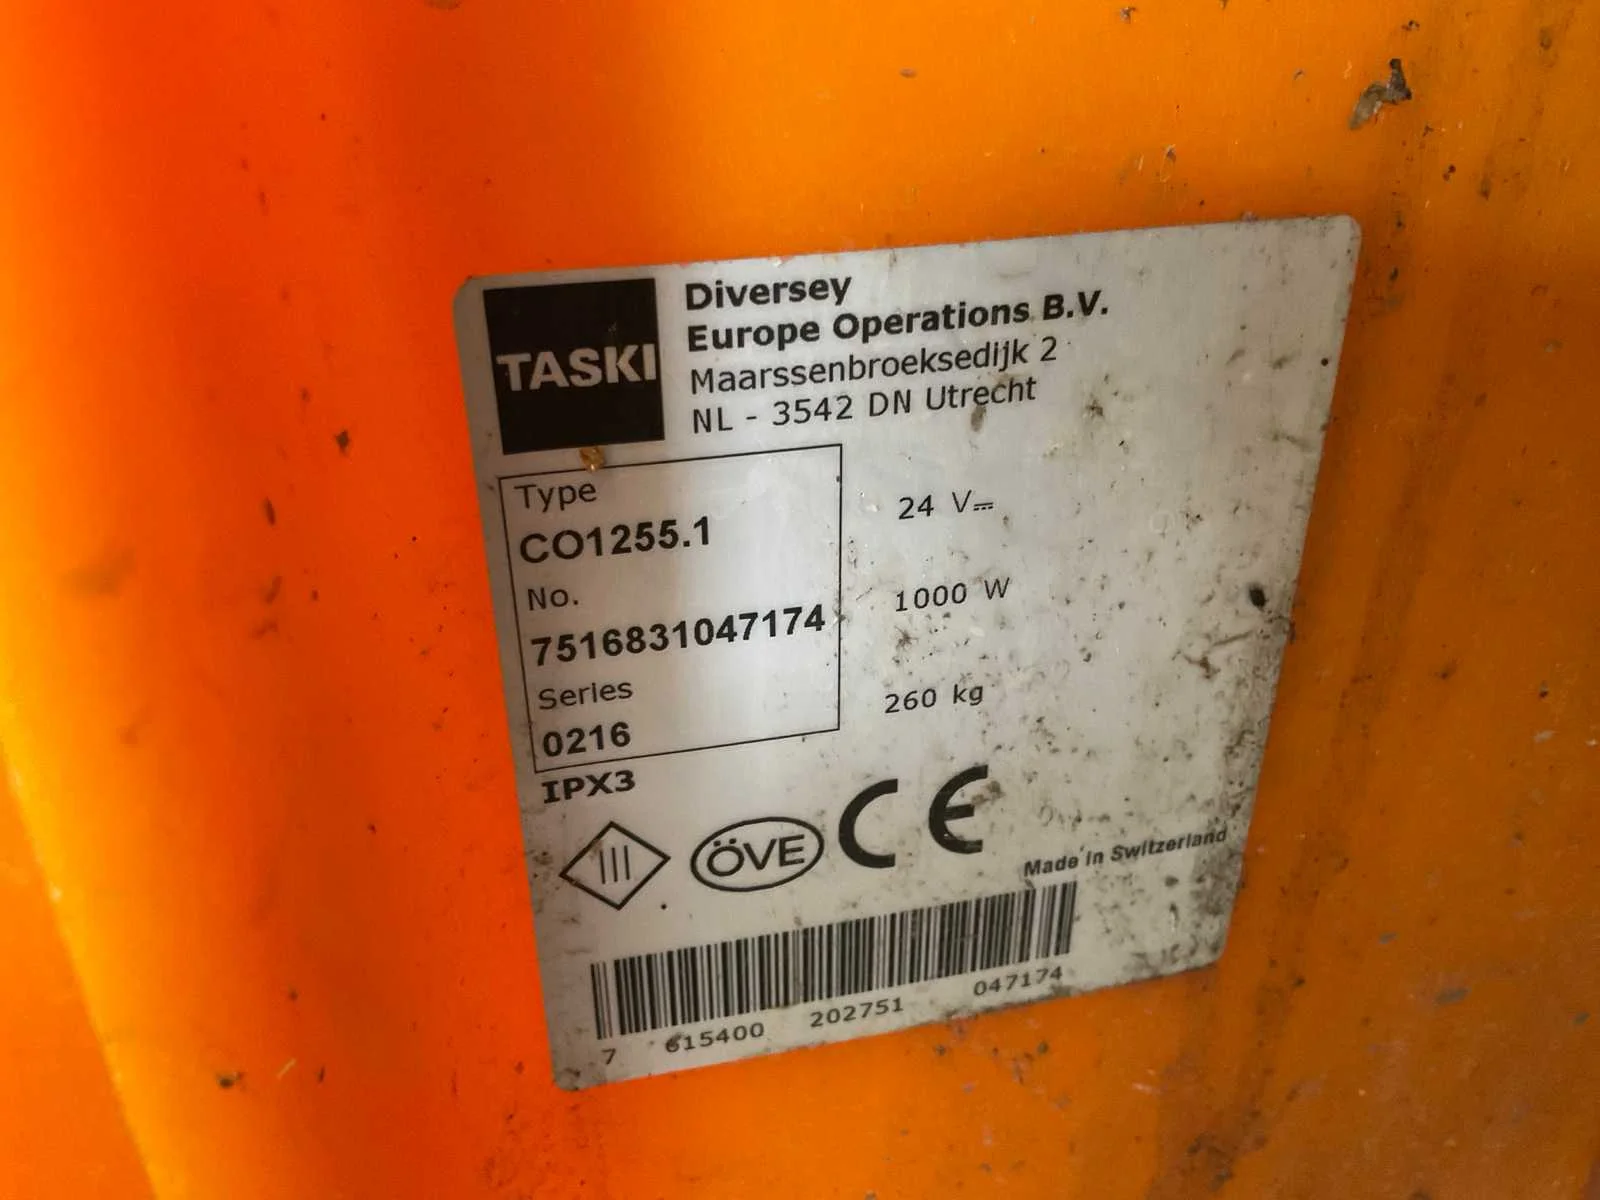 TASKI
Diversey
Europe Operations B.V.
Maarssenbroeksedijk 2
NL - 3542 DN Utrecht
Type
CO1255.1
No.
7516831047174
Series
0216
24 V⎓
1000 W
260 kg
IPX3
III
ÖVE
CE
Made in Switzerland
7 615400 202751 047174